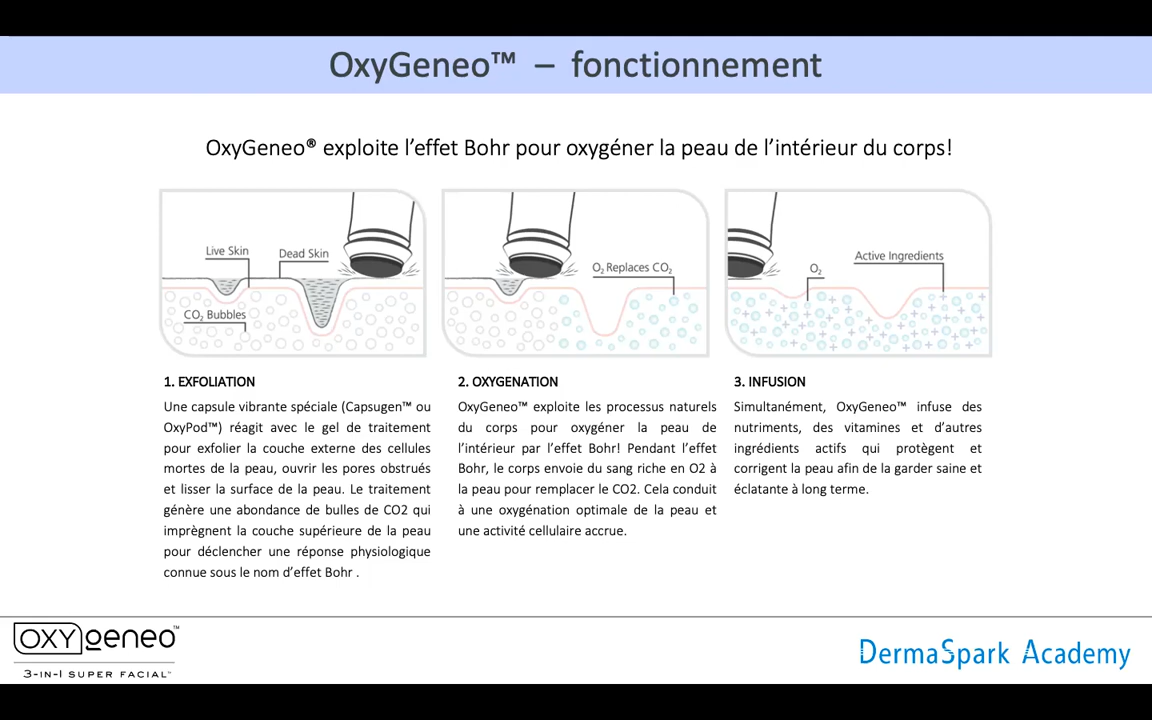 OxyGeneo™ – fonctionnement
OxyGeneo® exploite l'effet Bohr pour oxygéner la peau de l'intérieur du corps!
Live Skin
Dead Skin
CO₂ Bubbles
O₂ Replaces CO₂
O₂
Active Ingredients
1. EXFOLIATION
Une capsule vibrante spéciale (Capsugen™ ou
OxyPod™) réagit avec le gel de traitement
pour exfolier la couche externe des cellules
mortes de la peau, ouvrir les pores obstrués
et lisser la surface de la peau. Le traitement
génère une abondance de bulles de CO2 qui
imprègnent la couche supérieure de la peau
pour déclencher une réponse physiologique
connue sous le nom d'effet Bohr .
2. OXYGENATION
OxyGeneo™ exploite les processus naturels
du corps pour oxygéner la peau de
l'intérieur par l'effet Bohr! Pendant l'effet
Bohr, le corps envoie du sang riche en O2 à
la peau pour remplacer le CO2. Cela conduit
à une oxygénation optimale de la peau et
une activité cellulaire accrue.
3. INFUSION
Simultanément, OxyGeneo™ infuse des
nutriments, des vitamines et d'autres
ingrédients actifs qui protègent et
corrigent la peau afin de la garder saine et
éclatante à long terme.
OXYgeneo™
3-IN-1 SUPER FACIAL™
DermaSpark Academy